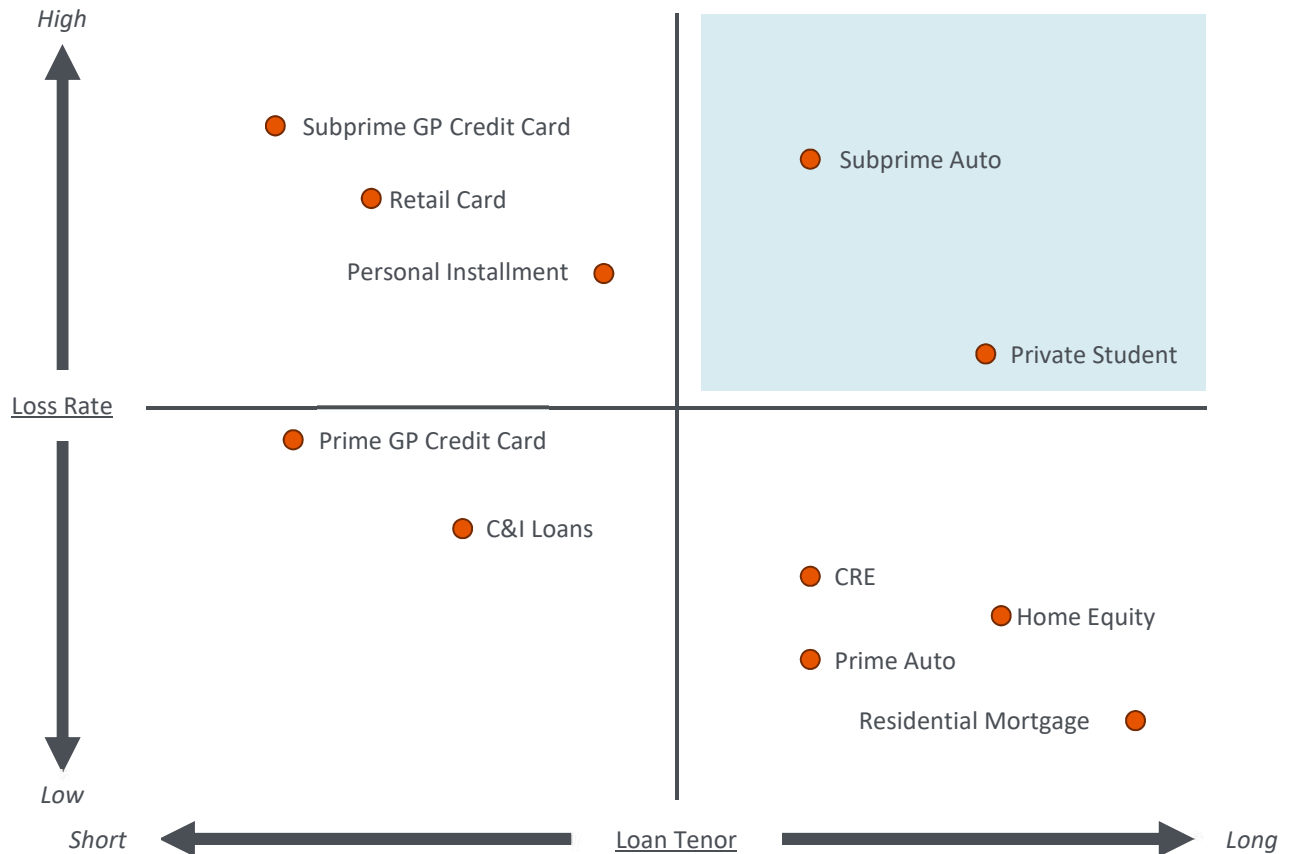 High
Subprime GP Credit Card
Subprime Auto
Retail Card
Personal Installment
Private Student
Loss Rate
Prime GP Credit Card
C&I Loans
CRE
Home Equity
Prime Auto
Residential Mortgage
Low
Short
Loan Tenor
Long